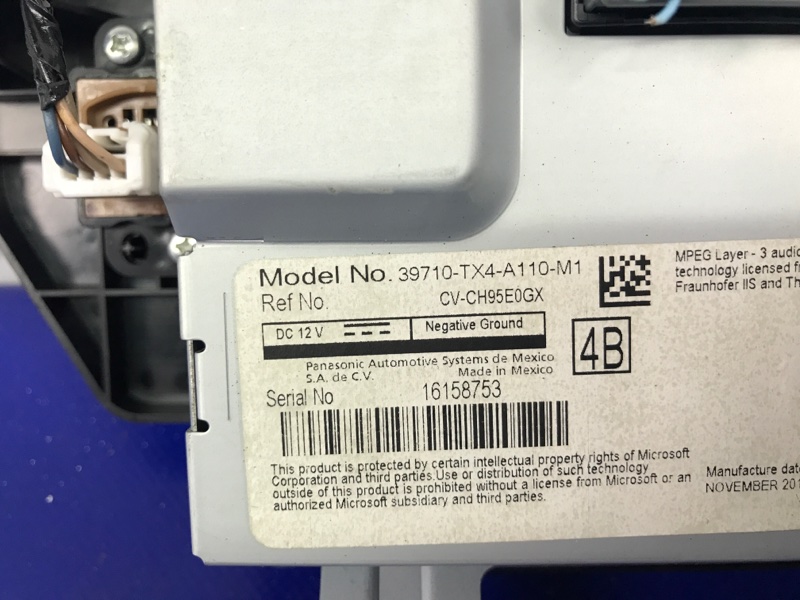 Model No. 39710-TX4-A110-M1
Ref No. CV-CH95E0GX
DC 12 V Negative Ground
4B
Panasonic Automotive Systems de Mexico
S.A. de C.V. Made in Mexico
Serial No 16158753
This product is protected by certain intellectual property rights of Microsoft
Corporation and third parties.Use or distribution of such technology
outside of this product is prohibited without a license from Microsoft or an
authorized Microsoft subsidiary and third parties.
MPEG Layer - 3 audio
technology licensed f
Fraunhofer IIS and Th
Manufacture date
NOVEMBER 201